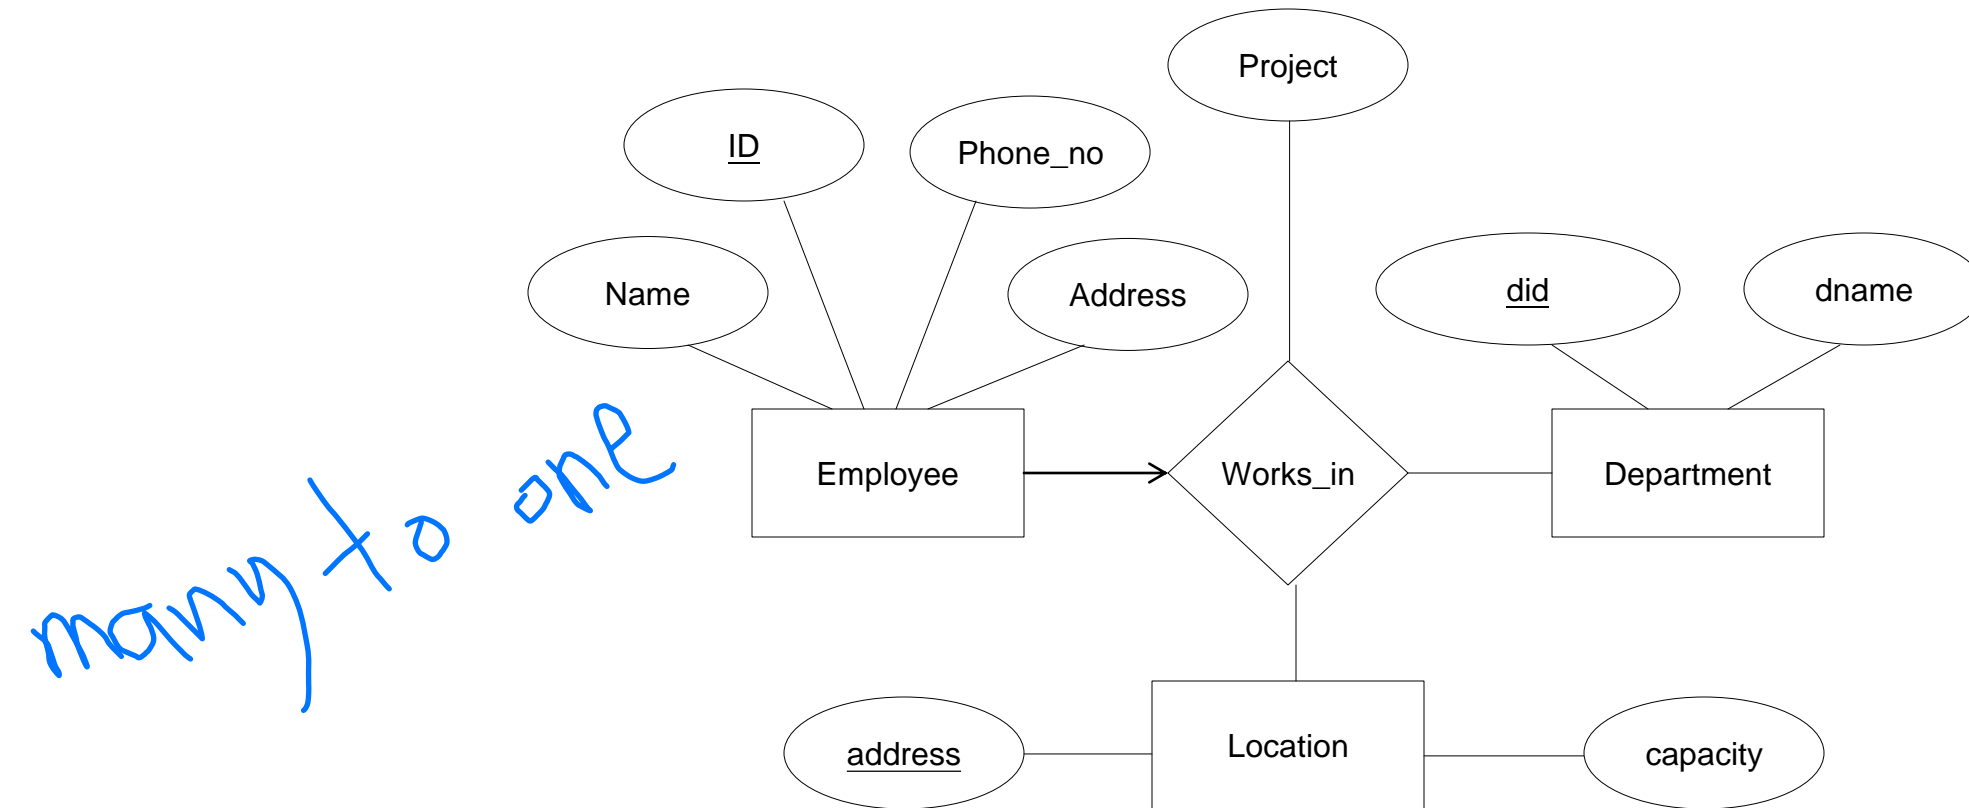 Project
ID
Phone_no
Name
Address
did
dname
many to one
Employee
Works_in
Department
address
Location
capacity